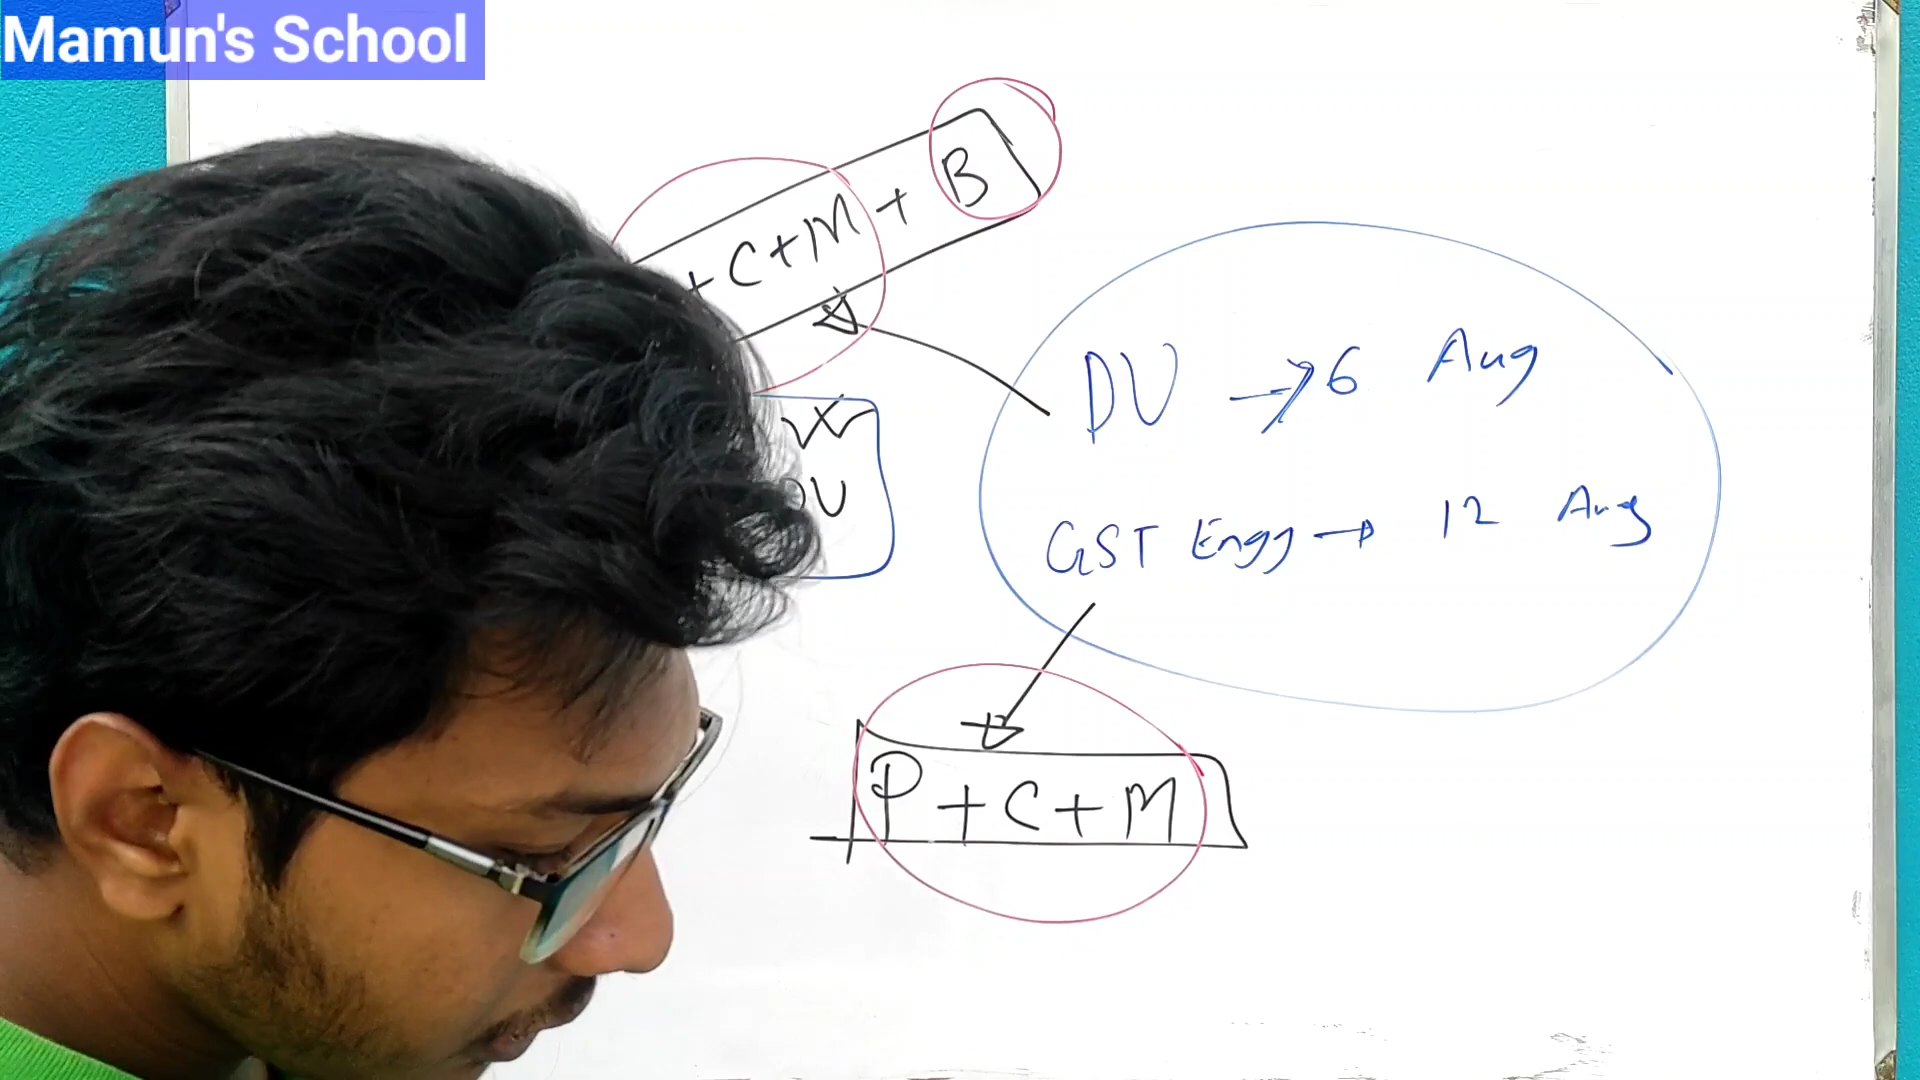 Mamun's School
+ C + M + B
DU → 6 Aug
GST Engg → 12 Aug
P + C + M